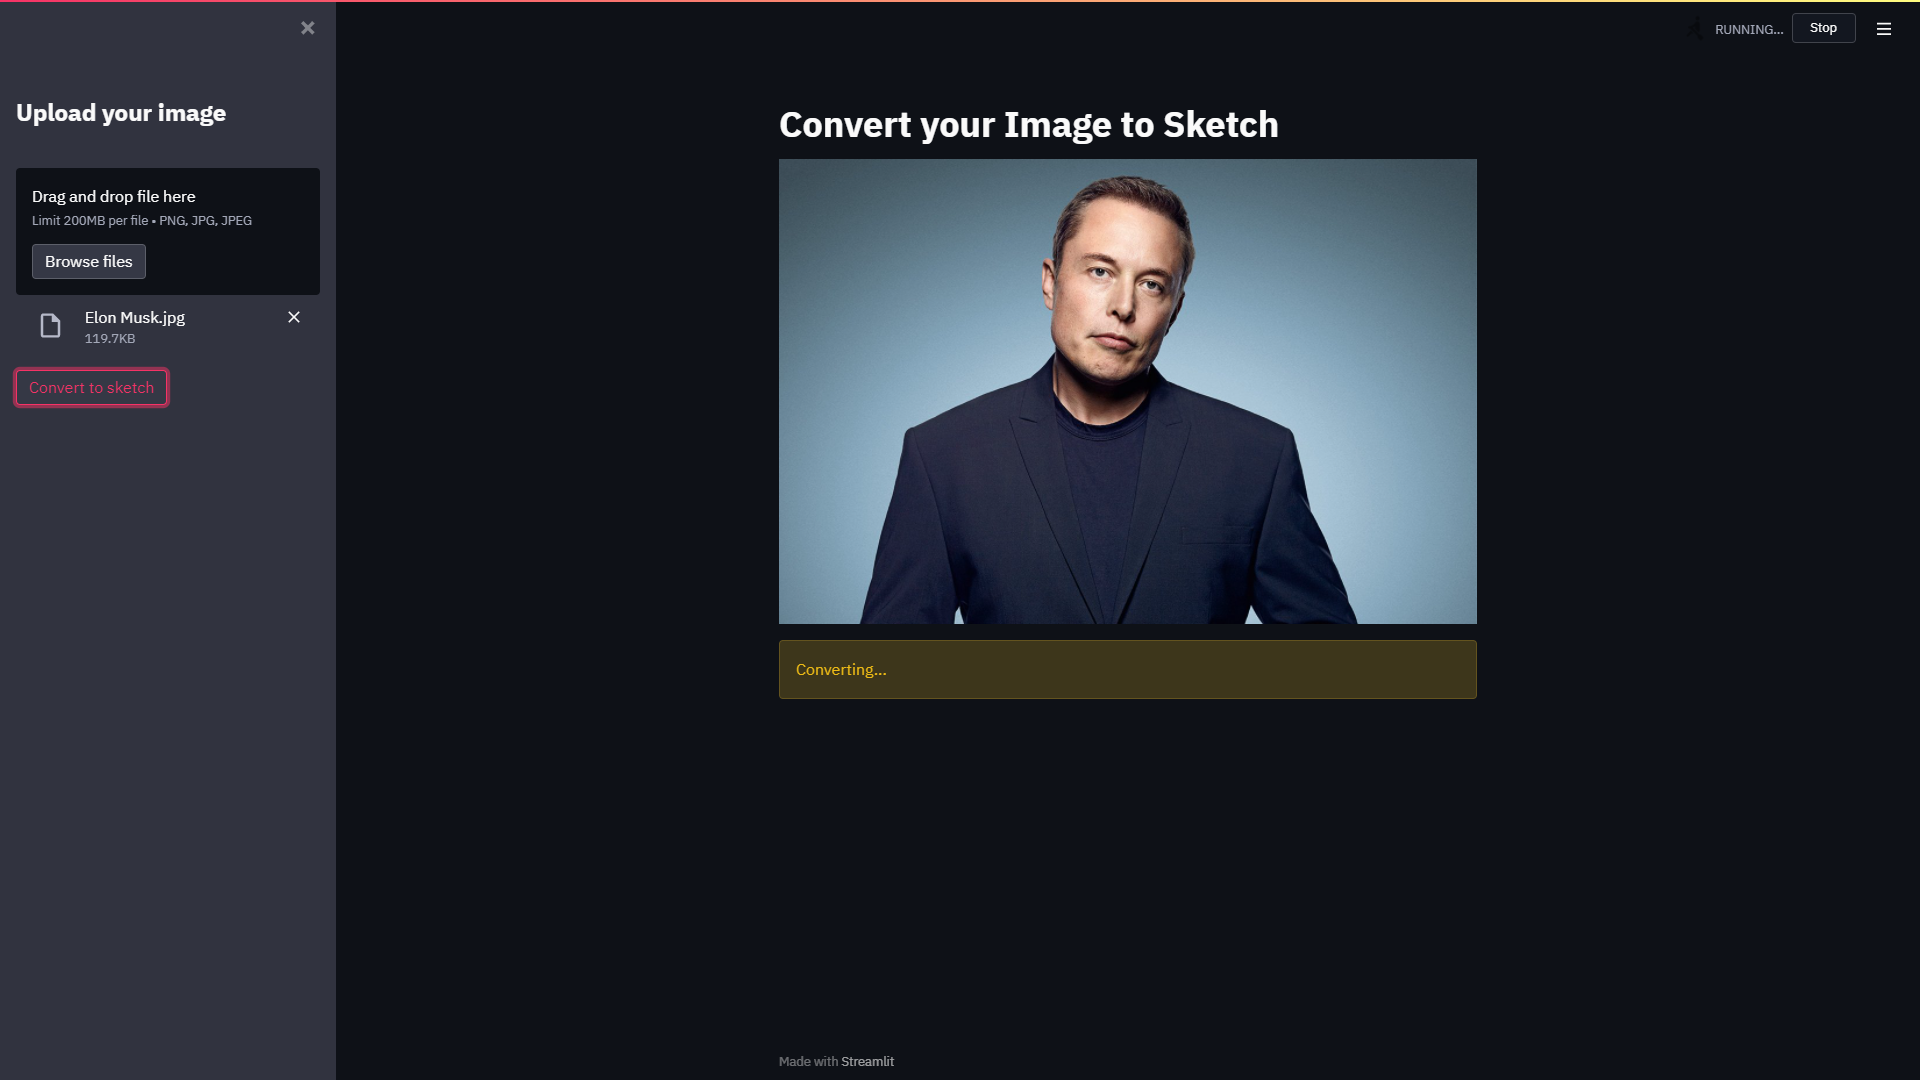 RUNNING...
Stop
Upload your image
Drag and drop file here
Limit 200MB per file • PNG, JPG, JPEG
Browse files
Elon Musk.jpg
119.7KB
Convert to sketch
Convert your Image to Sketch
Converting...
Made with Streamlit